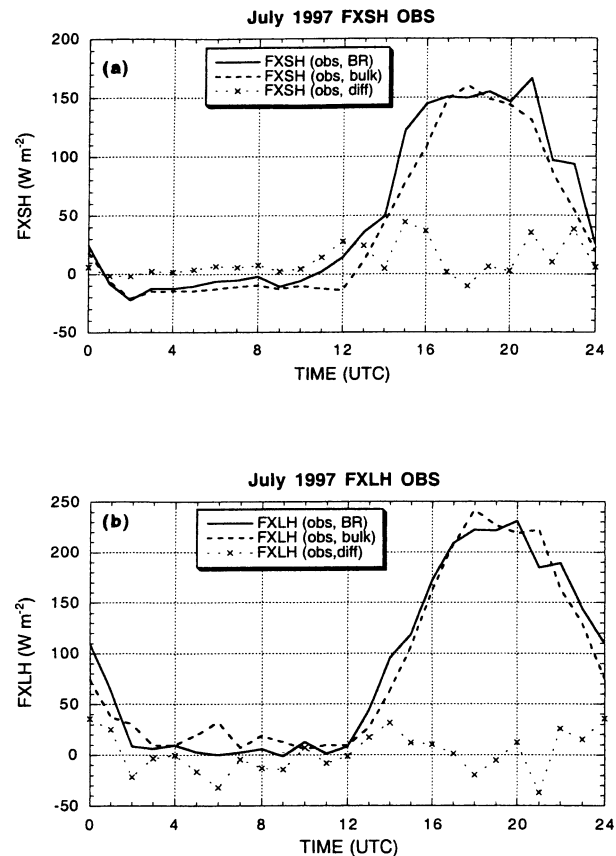 July 1997 FXSH OBS
(a)
FXSH (obs, BR)
FXSH (obs, bulk)
FXSH (obs, diff)
FXSH (W m-2)
200
150
100
50
0
-50
0 4 8 12 16 20 24
TIME (UTC)
July 1997 FXLH OBS
(b)
FXLH (obs, BR)
FXLH (obs, bulk)
FXLH (obs,diff)
FXLH (W m-2)
250
200
150
100
50
0
-50
0 4 8 12 16 20 24
TIME (UTC)